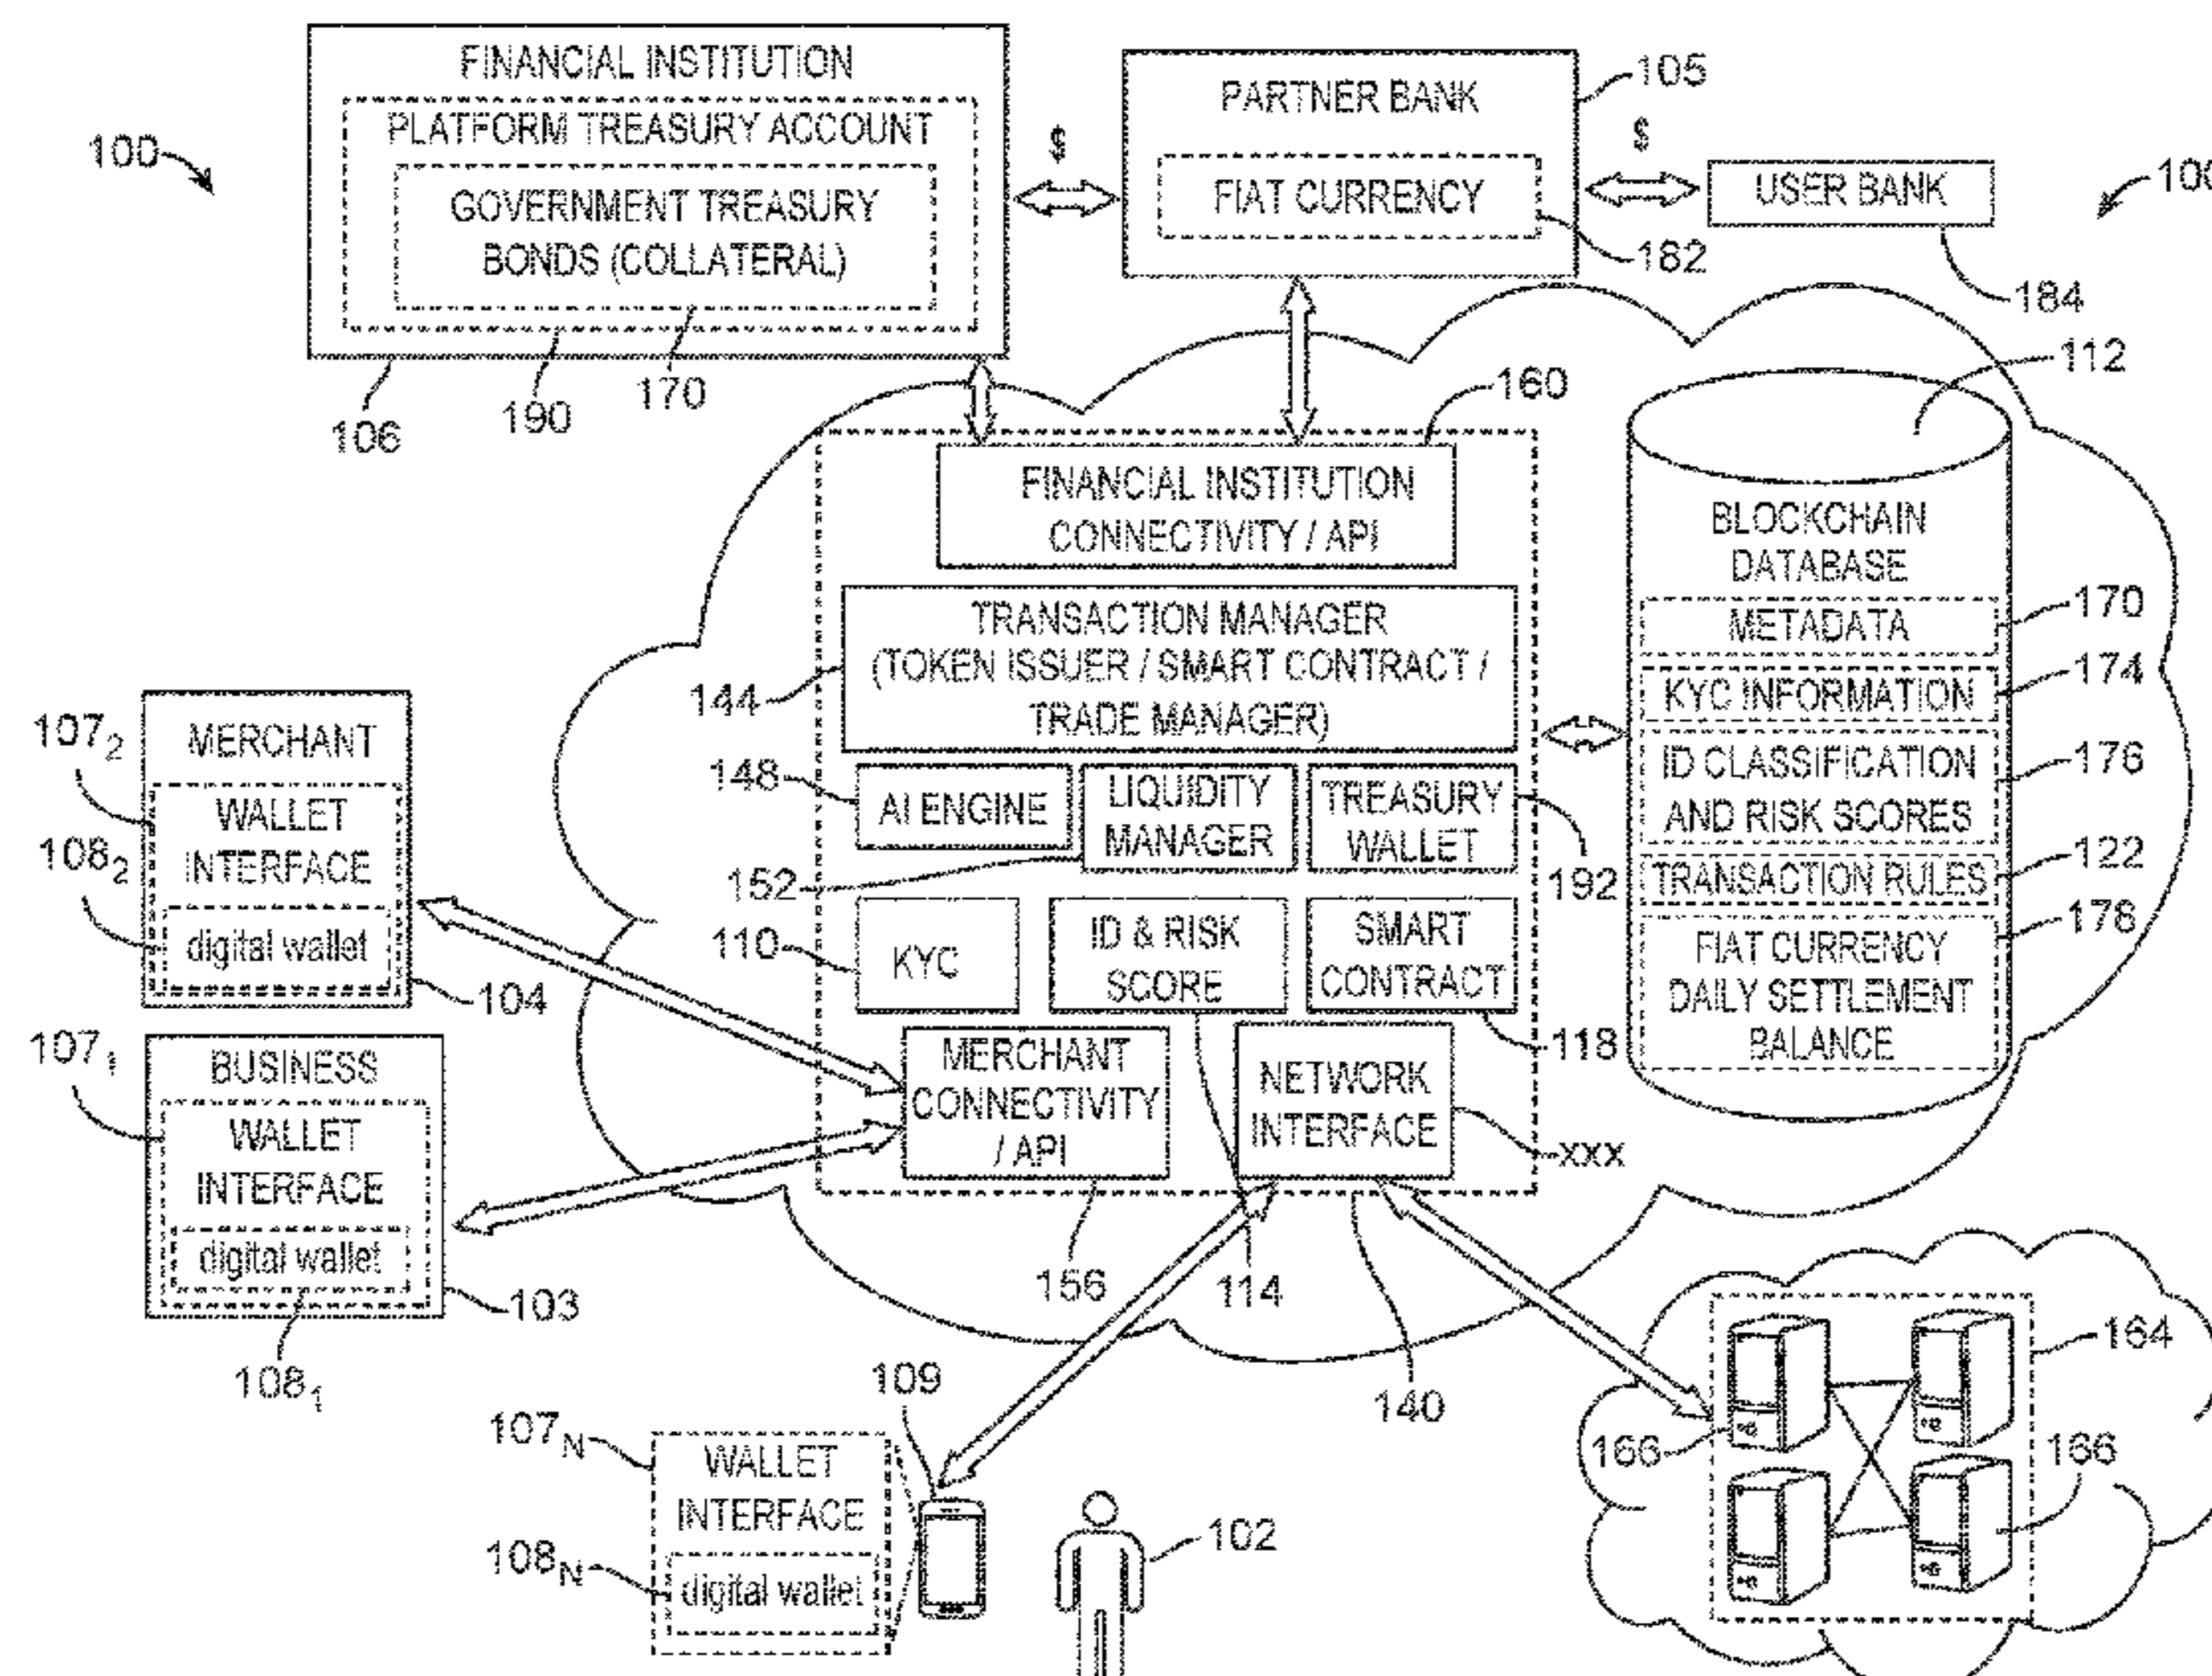 FINANCIAL INSTITUTION
PLATFORM TREASURY ACCOUNT
GOVERNMENT TREASURY
BONDS (COLLATERAL)
100
106
190
170
$
PARTNER BANK
FIAT CURRENCY
105
182
$
USER BANK
184
100
112
160
FINANCIAL INSTITUTION
CONNECTIVITY / API
TRANSACTION MANAGER
(TOKEN ISSUER / SMART CONTRACT /
TRADE MANAGER)
144
148
AI ENGINE
LIQUIDITY
MANAGER
TREASURY
WALLET
152
192
110
KYC
ID & RISK
SCORE
SMART
CONTRACT
118
MERCHANT
CONNECTIVITY
/ API
NETWORK
INTERFACE
XXX
156
114
140
BLOCKCHAIN
DATABASE
METADATA
170
KYC INFORMATION
174
ID CLASSIFICATION
AND RISK SCORES
176
TRANSACTION RULES
122
FIAT CURRENCY
DAILY SETTLEMENT
BALANCE
178
107₂
MERCHANT
WALLET
INTERFACE
108₂
digital wallet
104
107₁
BUSINESS
WALLET
INTERFACE
digital wallet
103
108₁
109
107N
WALLET
INTERFACE
108N
digital wallet
102
164
166
166